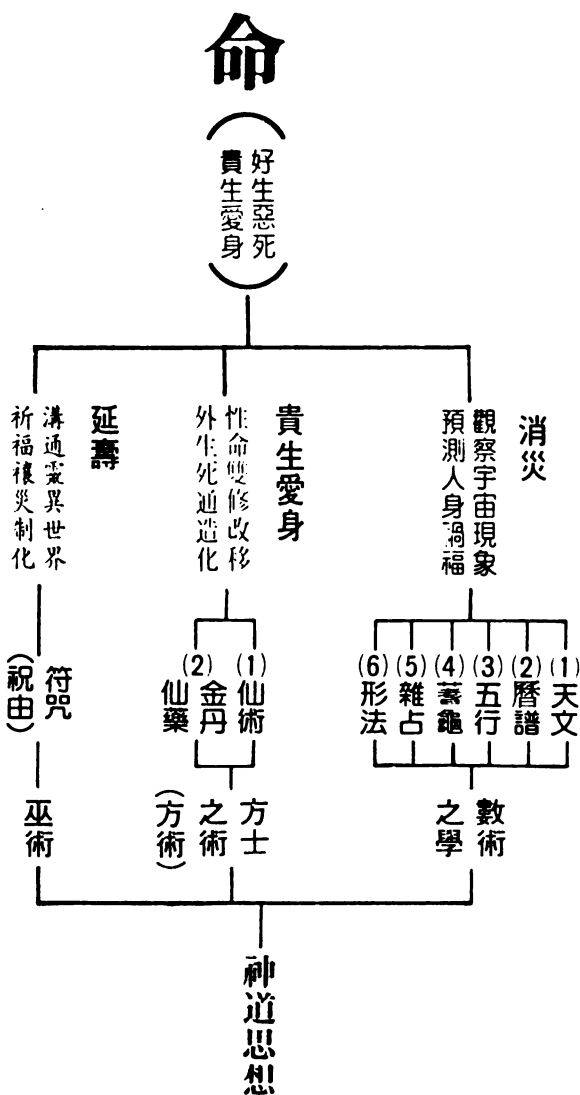 命
(好生惡死
貴生愛身)
消災
觀察宇宙現象
預測人身禍福
(1)天文
(2)曆譜
(3)五行
(4)蓍龜
(5)雜占
(6)形法
數術
之學
貴生愛身
性命雙修改移
外生死通造化
(1)仙術
(2)金丹
仙藥
方士
之術
(方術)
延壽
溝通靈異世界
祈福禳災制化
符咒
(祝由)
巫術
神道思想